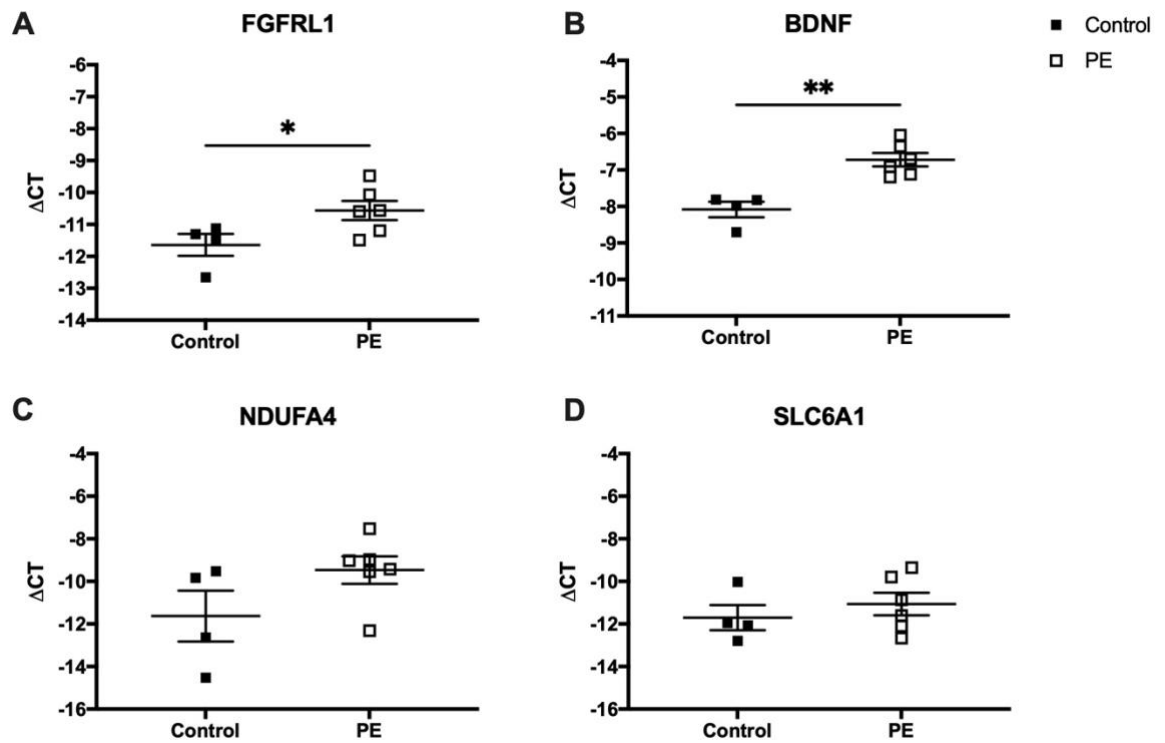 A
FGFRL1
B
BDNF
Control
PE
-6
-7
-8
-9
-10
-11
-12
-13
-14
ΔCT
*
Control
PE
-4
-5
-6
-7
-8
-9
-10
-11
ΔCT
**
Control
PE
C
NDUFA4
D
SLC6A1
-4
-6
-8
-10
-12
-14
-16
ΔCT
Control
PE
-4
-6
-8
-10
-12
-14
-16
ΔCT
Control
PE